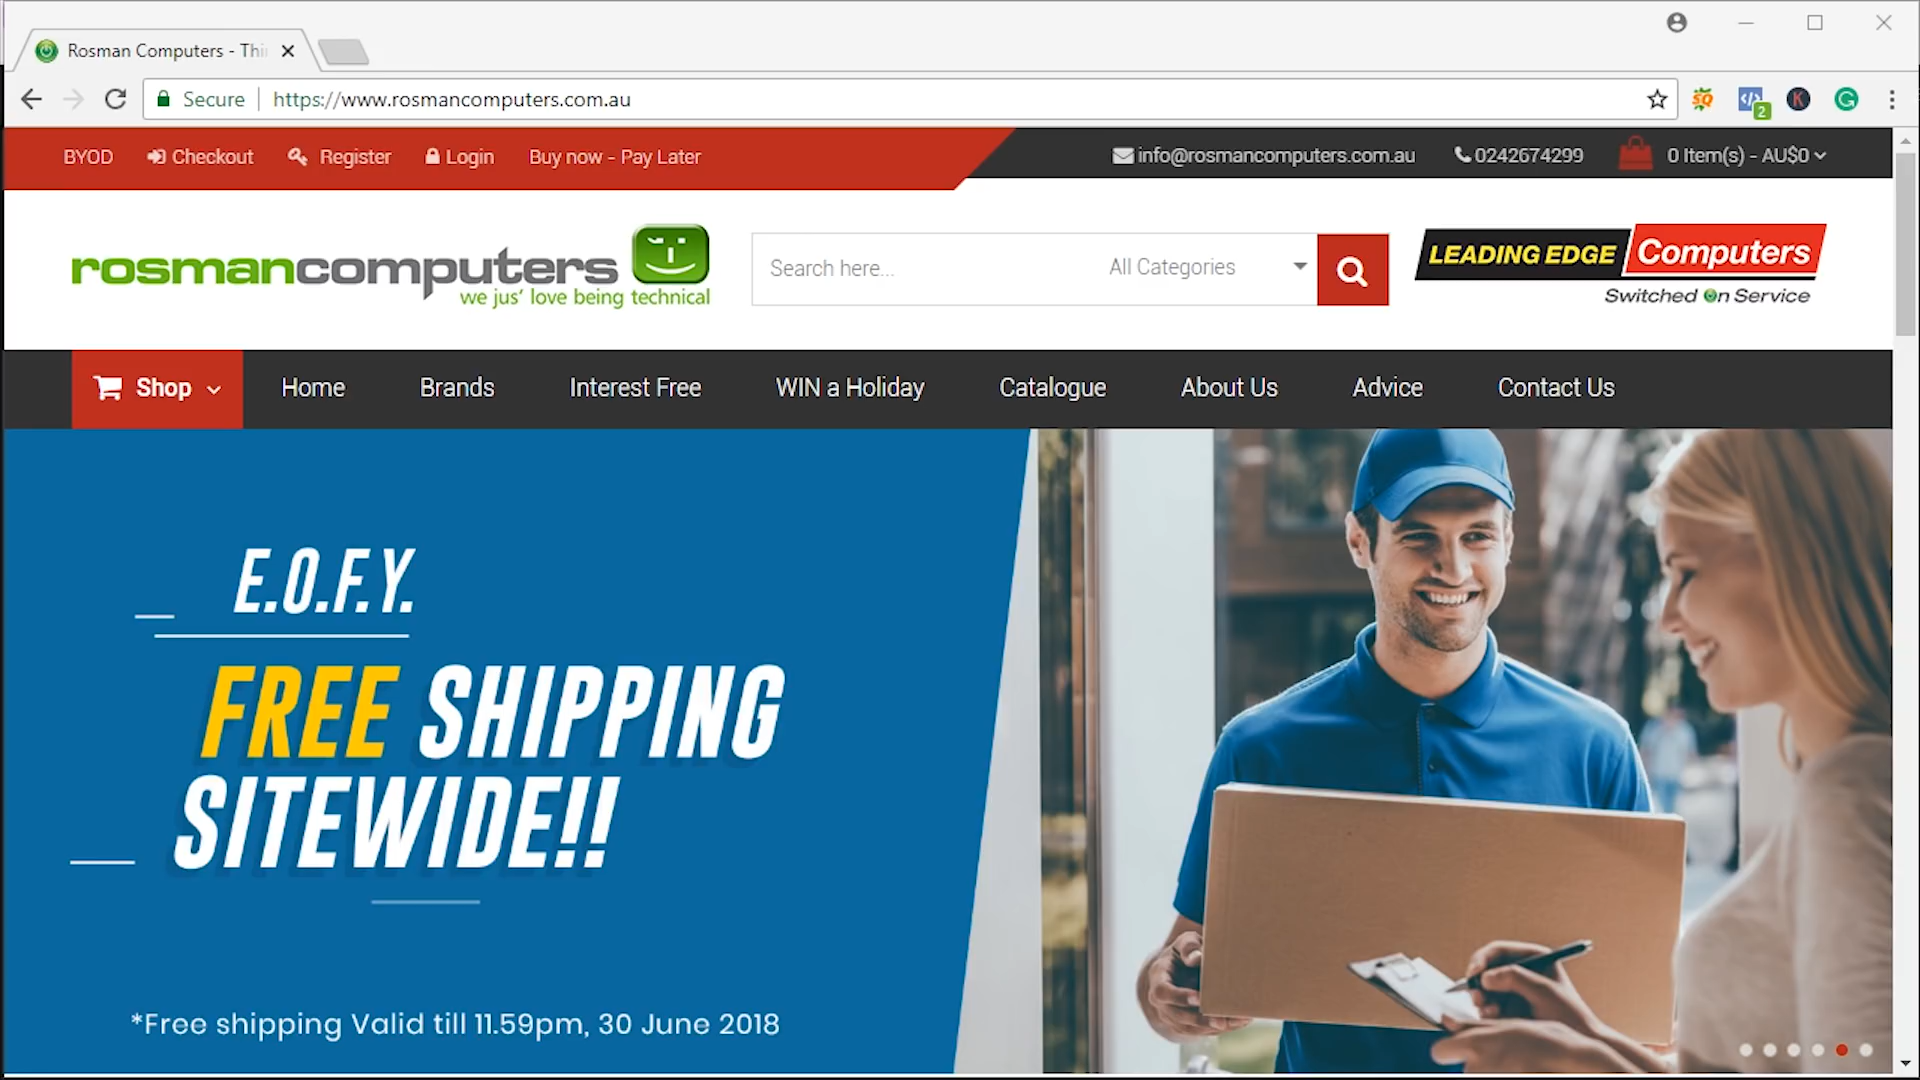 Rosman Computers - Thi
Secure
https://www.rosmancomputers.com.au
SQ
</>
2
K
G
BYOD
Checkout
Register
Login
Buy now - Pay Later
info@rosmancomputers.com.au
0242674299
0 Item(s) - AU$0
rosmancomputers
we jus' love being technical
Search here...
All Categories
LEADING EDGE Computers
Switched On Service
Shop
Home
Brands
Interest Free
WIN a Holiday
Catalogue
About Us
Advice
Contact Us
E.O.F.Y.
FREE SHIPPING
SITEWIDE!!
*Free shipping Valid till 11.59pm, 30 June 2018